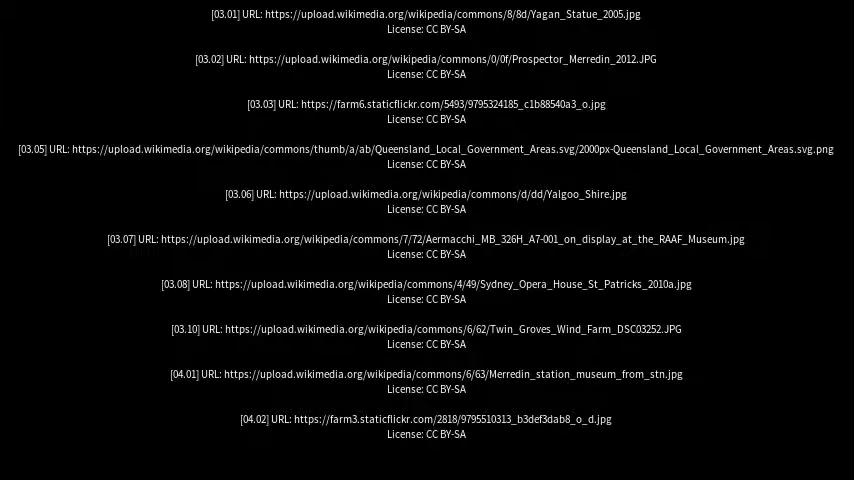 [03.01] URL: https://upload.wikimedia.org/wikipedia/commons/8/8d/Yagan_Statue_2005.jpg
License: CC BY-SA
[03.02] URL: https://upload.wikimedia.org/wikipedia/commons/0/0f/Prospector_Merredin_2012.JPG
License: CC BY-SA
[03.03] URL: https://farm6.staticflickr.com/5493/9795324185_c1b88540a3_o.jpg
License: CC BY-SA
[03.05] URL: https://upload.wikimedia.org/wikipedia/commons/thumb/a/ab/Queensland_Local_Government_Areas.svg/2000px-Queensland_Local_Government_Areas.svg.png
License: CC BY-SA
[03.06] URL: https://upload.wikimedia.org/wikipedia/commons/d/dd/Yalgoo_Shire.jpg
License: CC BY-SA
[03.07] URL: https://upload.wikimedia.org/wikipedia/commons/7/72/Aermacchi_MB_326H_A7-001_on_display_at_the_RAAF_Museum.jpg
License: CC BY-SA
[03.08] URL: https://upload.wikimedia.org/wikipedia/commons/4/49/Sydney_Opera_House_St_Patricks_2010a.jpg
License: CC BY-SA
[03.10] URL: https://upload.wikimedia.org/wikipedia/commons/6/62/Twin_Groves_Wind_Farm_DSC03252.JPG
License: CC BY-SA
[04.01] URL: https://upload.wikimedia.org/wikipedia/commons/6/63/Merredin_station_museum_from_stn.jpg
License: CC BY-SA
[04.02] URL: https://farm3.staticflickr.com/2818/9795510313_b3def3dab8_o_d.jpg
License: CC BY-SA